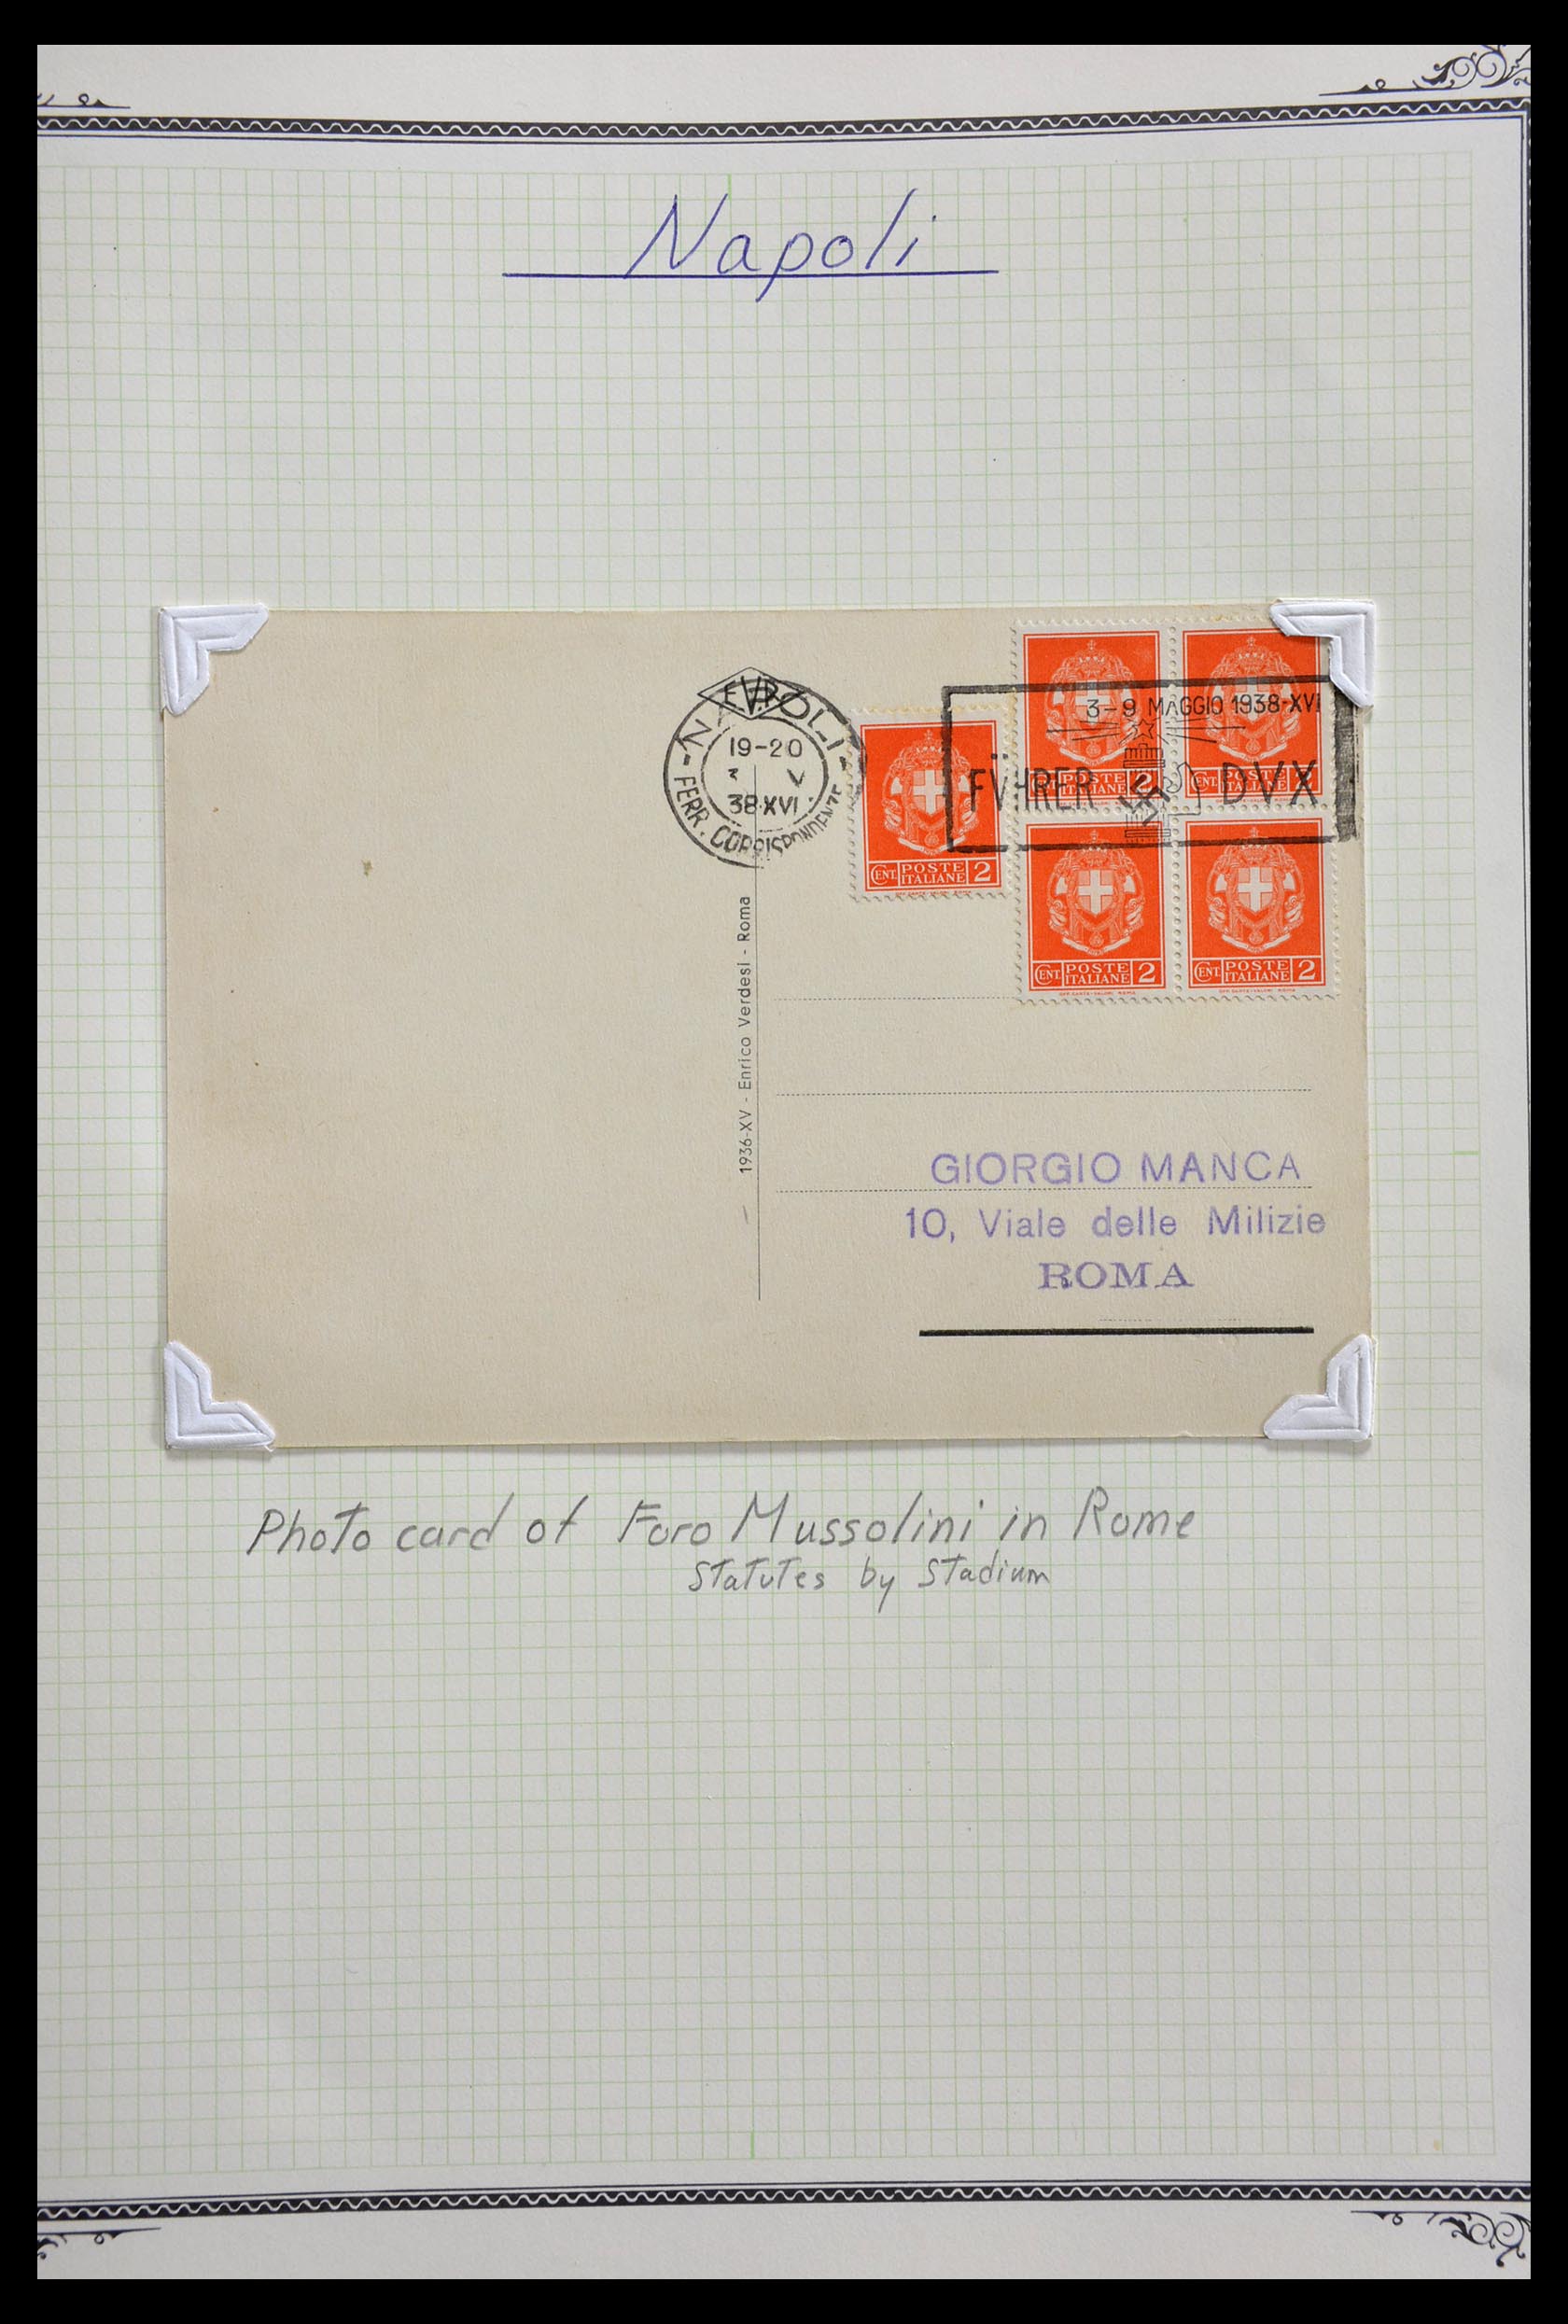 Napoli
NAPOLI
19-20
3 V
38·XVI
FERR. CORRISPONDENZE
3-9 MAGGIO 1938-XVI
FÜHRER DVX
CENT. POSTE ITALIANE 2
CENT. POSTE ITALIANE 2
CENT. POSTE ITALIANE 2
CENT. POSTE ITALIANE 2
CENT. POSTE ITALIANE 2
1936-XV - Enrico Verdesi - Roma
GIORGIO MANCA
10, Viale delle Milizie
ROMA
Photo card of Foro Mussolini in Rome
Statutes by Stadium